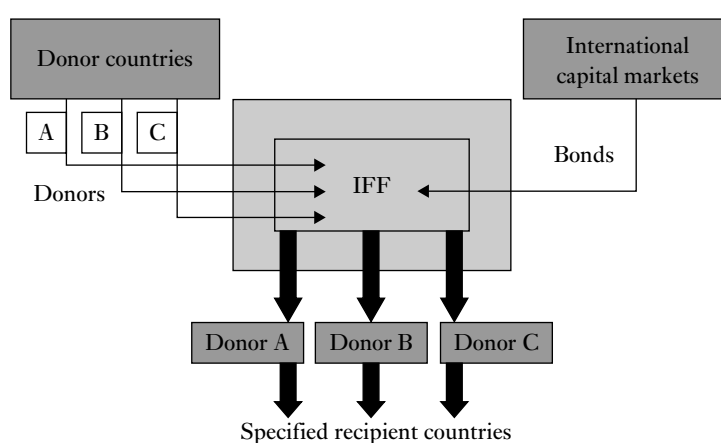 Donor countries
International
capital markets
A
B
C
IFF
Bonds
Donors
Donor A
Donor B
Donor C
Specified recipient countries